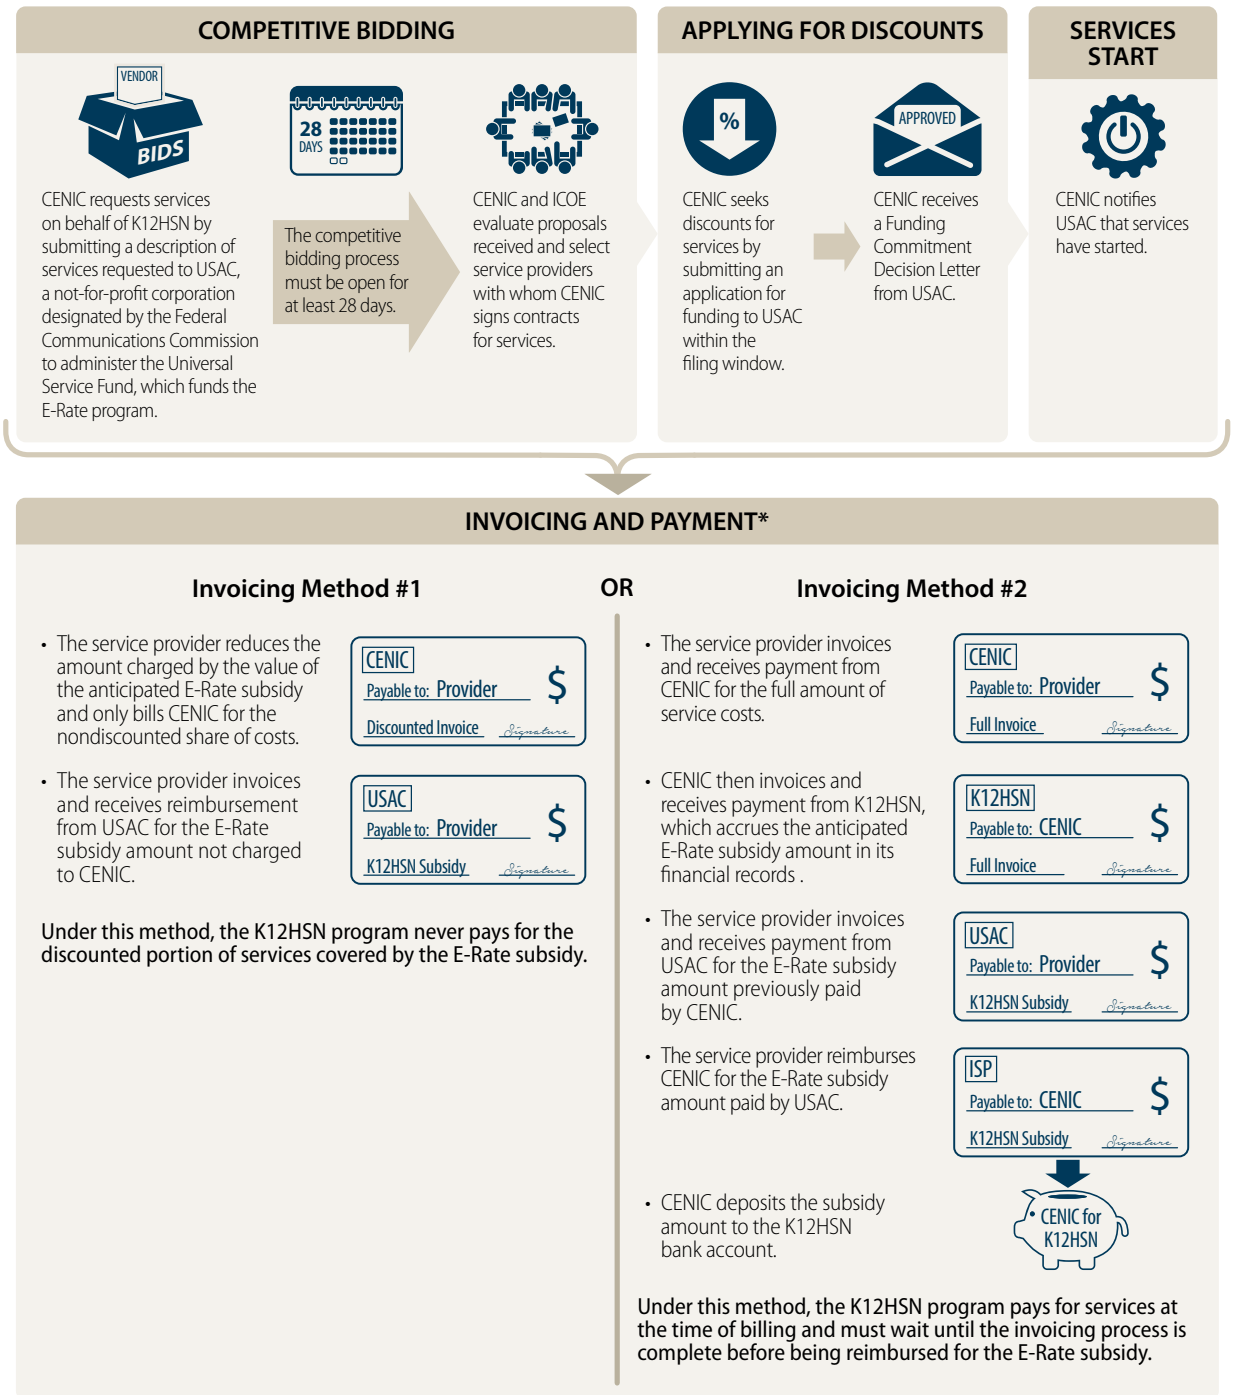 COMPETITIVE BIDDING
VENDOR
BIDS
28
DAYS
CENIC requests services
on behalf of K12HSN by
submitting a description of
services requested to USAC,
a not-for-profit corporation
designated by the Federal
Communications Commission
to administer the Universal
Service Fund, which funds the
E-Rate program.
The competitive
bidding process
must be open for
at least 28 days.
CENIC and ICOE
evaluate proposals
received and select
service providers
with whom CENIC
signs contracts
for services.
APPLYING FOR DISCOUNTS
%
APPROVED
CENIC seeks
discounts for
services by
submitting an
application for
funding to USAC
within the
filing window.
CENIC receives
a Funding
Commitment
Decision Letter
from USAC.
SERVICES
START
CENIC notifies
USAC that services
have started.
INVOICING AND PAYMENT*
Invoicing Method #1
• The service provider reduces the
amount charged by the value of
the anticipated E-Rate subsidy
and only bills CENIC for the
nondiscounted share of costs.
CENIC
Payable to: Provider
$
Discounted Invoice
Signature
• The service provider invoices
and receives reimbursement
from USAC for the E-Rate
subsidy amount not charged
to CENIC.
USAC
Payable to: Provider
$
K12HSN Subsidy
Signature
Under this method, the K12HSN program never pays for the
discounted portion of services covered by the E-Rate subsidy.
OR
Invoicing Method #2
• The service provider invoices
and receives payment from
CENIC for the full amount of
service costs.
CENIC
Payable to: Provider
$
Full Invoice
Signature
• CENIC then invoices and
receives payment from K12HSN,
which accrues the anticipated
E-Rate subsidy amount in its
financial records .
K12HSN
Payable to: CENIC
$
Full Invoice
Signature
• The service provider invoices
and receives payment from
USAC for the E-Rate subsidy
amount previously paid
by CENIC.
USAC
Payable to: Provider
$
K12HSN Subsidy
Signature
• The service provider reimburses
CENIC for the E-Rate subsidy
amount paid by USAC.
ISP
Payable to: CENIC
$
K12HSN Subsidy
Signature
• CENIC deposits the subsidy
amount to the K12HSN
bank account.
CENIC for
K12HSN
Under this method, the K12HSN program pays for services at
the time of billing and must wait until the invoicing process is
complete before being reimbursed for the E-Rate subsidy.